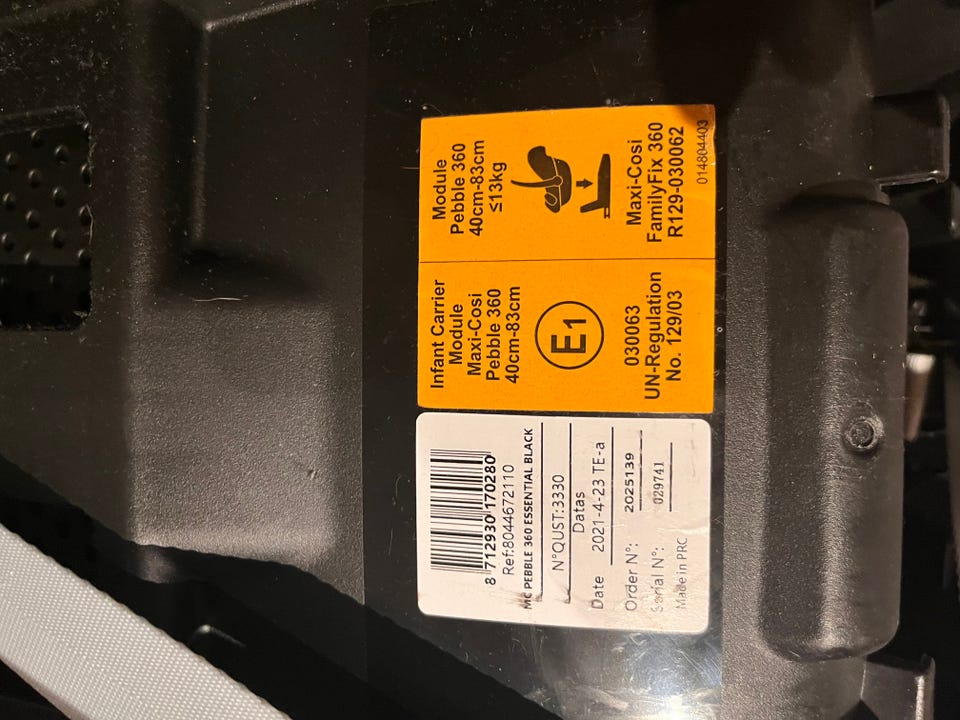 Module
Pebble 360
40cm-83cm
≤13kg
Maxi-Cosi
FamilyFix 360
R129-030062
014804403
Infant Carrier
Module
Maxi-Cosi
Pebble 360
40cm-83cm
E1
030063
UN-Regulation
No. 129/03
8 712930 170280
Ref:8044672110
MC PEBBLE 360 ESSENTIAL BLACK
N°QUST:3330
Datas
Date 2021-4-23 TE-a
Order N°: 2025139
Serial N°: 029741
Made in PRC